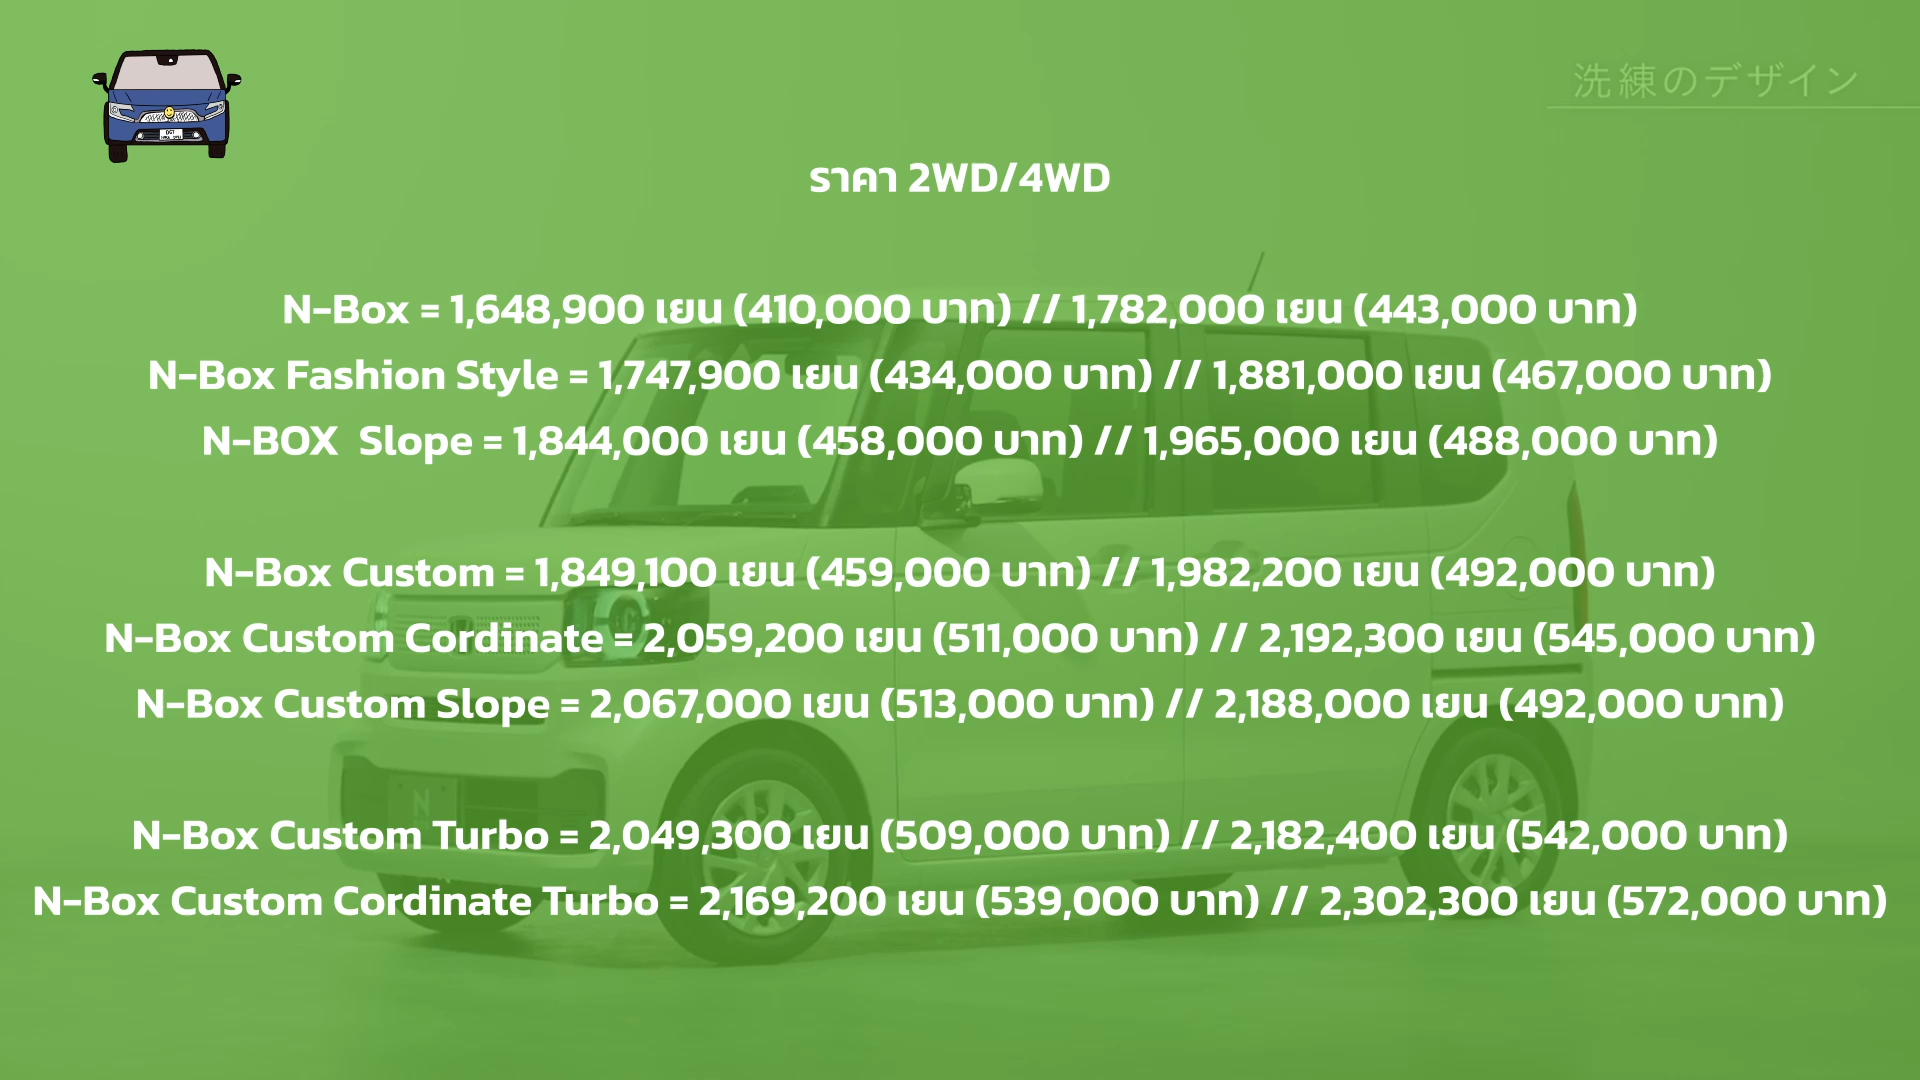 洗練のデザイン
ราคา 2WD/4WD
N-Box = 1,648,900 เยน (410,000 บาท) // 1,782,000 เยน (443,000 บาท)
N-Box Fashion Style = 1,747,900 เยน (434,000 บาท) // 1,881,000 เยน (467,000 บาท)
N-BOX  Slope = 1,844,000 เยน (458,000 บาท) // 1,965,000 เยน (488,000 บาท)
N-Box Custom = 1,849,100 เยน (459,000 บาท) // 1,982,200 เยน (492,000 บาท)
N-Box Custom Cordinate = 2,059,200 เยน (511,000 บาท) // 2,192,300 เยน (545,000 บาท)
N-Box Custom Slope = 2,067,000 เยน (513,000 บาท) // 2,188,000 เยน (492,000 บาท)
N-Box Custom Turbo = 2,049,300 เยน (509,000 บาท) // 2,182,400 เยน (542,000 บาท)
N-Box Custom Cordinate Turbo = 2,169,200 เยน (539,000 บาท) // 2,302,300 เยน (572,000 บาท)
N